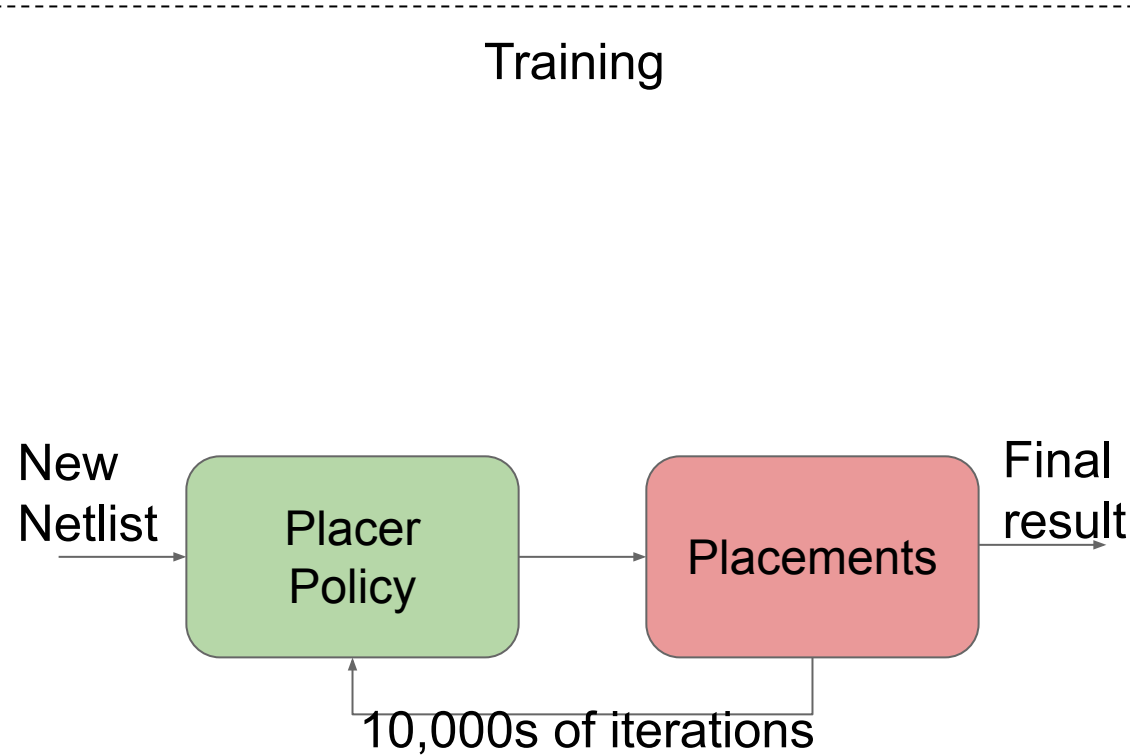 Training
New
Netlist
Placer
Policy
Placements
Final
result
10,000s of iterations